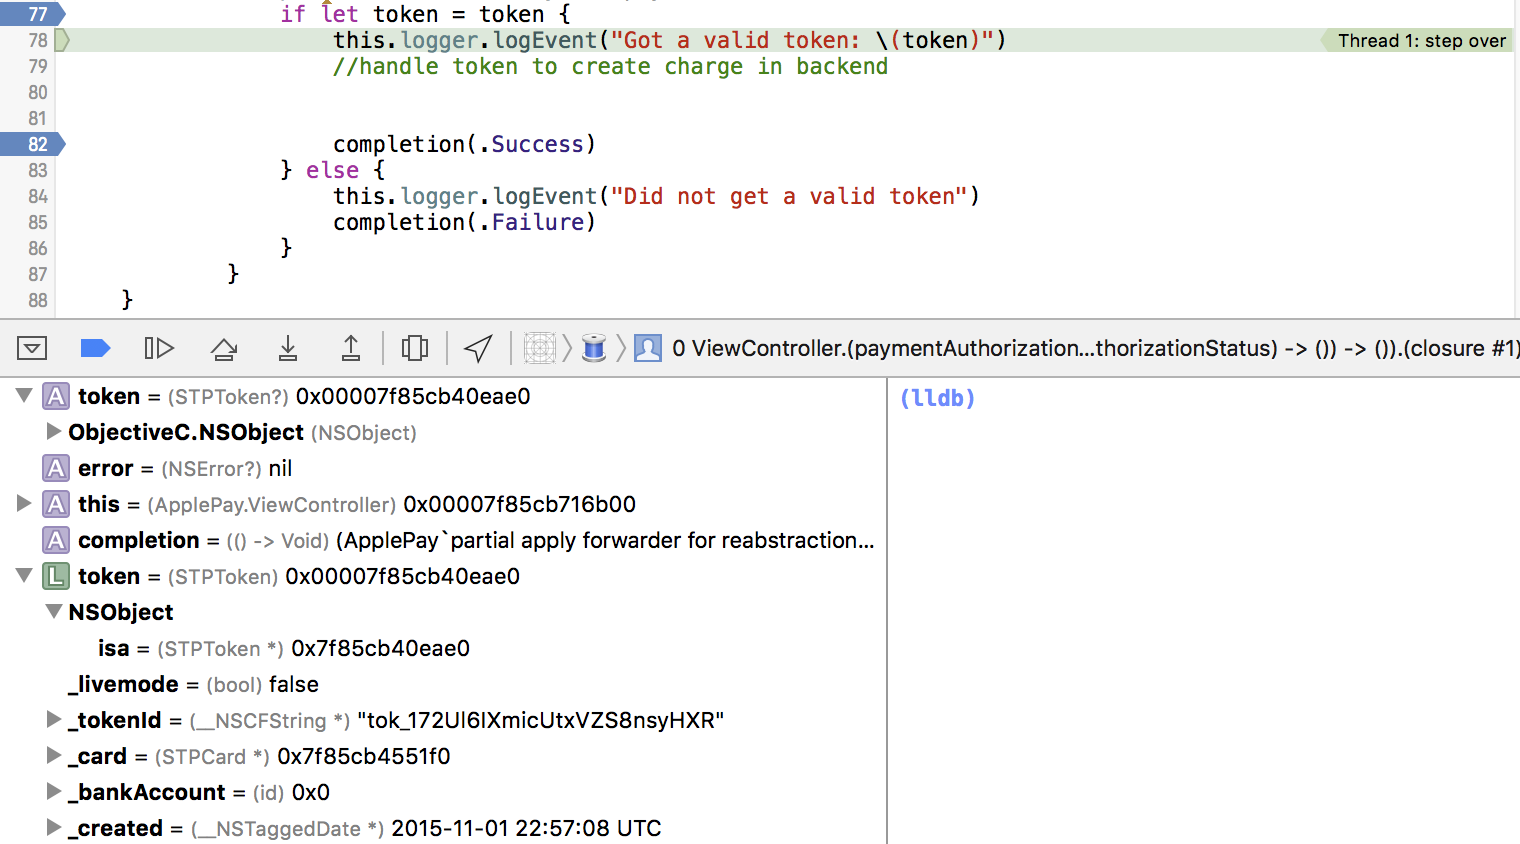 77 if let token = token {
78 this.logger.logEvent("Got a valid token: \(token)") Thread 1: step over
79 //handle token to create charge in backend
80
81
82 completion(.Success)
83 } else {
84 this.logger.logEvent("Did not get a valid token")
85 completion(.Failure)
86 }
87 }
88 }
0 ViewController.(paymentAuthorization...thorizationStatus) -> ()) -> ()).(closure #1)
A token = (STPToken?) 0x00007f85cb40eae0
ObjectiveC.NSObject (NSObject)
A error = (NSError?) nil
A this = (ApplePay.ViewController) 0x00007f85cb716b00
A completion = (() -> Void) (ApplePay`partial apply forwarder for reabstraction...
L token = (STPToken) 0x00007f85cb40eae0
NSObject
isa = (STPToken *) 0x7f85cb40eae0
_livemode = (bool) false
_tokenId = (__NSCFString *) "tok_172Ul6IXmicUtxVZS8nsyHXR"
_card = (STPCard *) 0x7f85cb4551f0
_bankAccount = (id) 0x0
_created = (__NSTaggedDate *) 2015-11-01 22:57:08 UTC
(lldb)